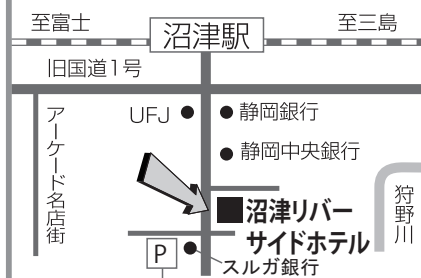 至富士
沼津駅
至三島
旧国道1号
アーケード名店街
UFJ
静岡銀行
静岡中央銀行
沼津リバー
サイドホテル
狩野川
P
スルガ銀行